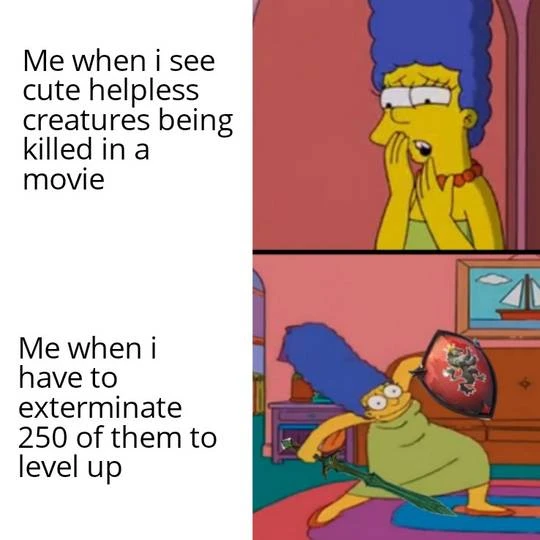 Me when i see
cute helpless
creatures being
killed in a
movie
Me when i
have to
exterminate
250 of them to
level up